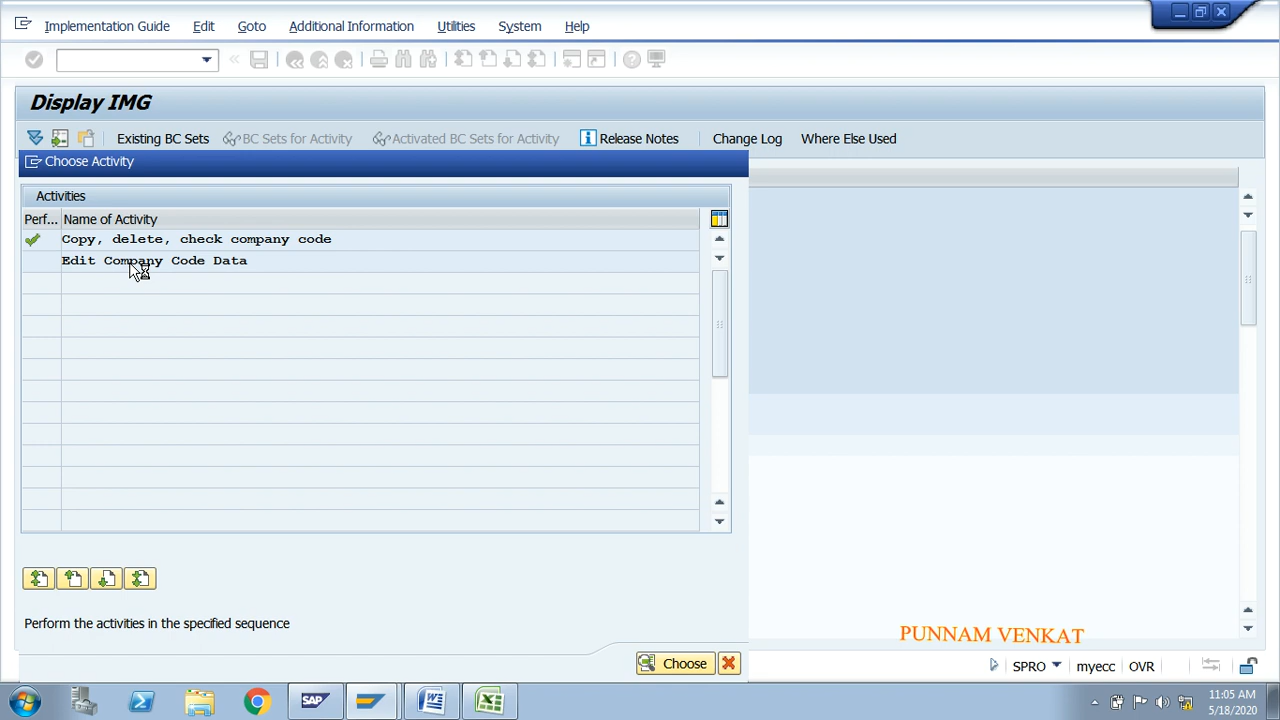 Implementation Guide Edit Goto Additional Information Utilities System Help
Display IMG
Existing BC Sets BC Sets for Activity Activated BC Sets for Activity Release Notes Change Log Where Else Used
Choose Activity
Activities
Perf... Name of Activity
Copy, delete, check company code
Edit Company Code Data
Perform the activities in the specified sequence
PUNNAM VENKAT
Choose
SPRO myecc OVR
SAP
11:05 AM
5/18/2020